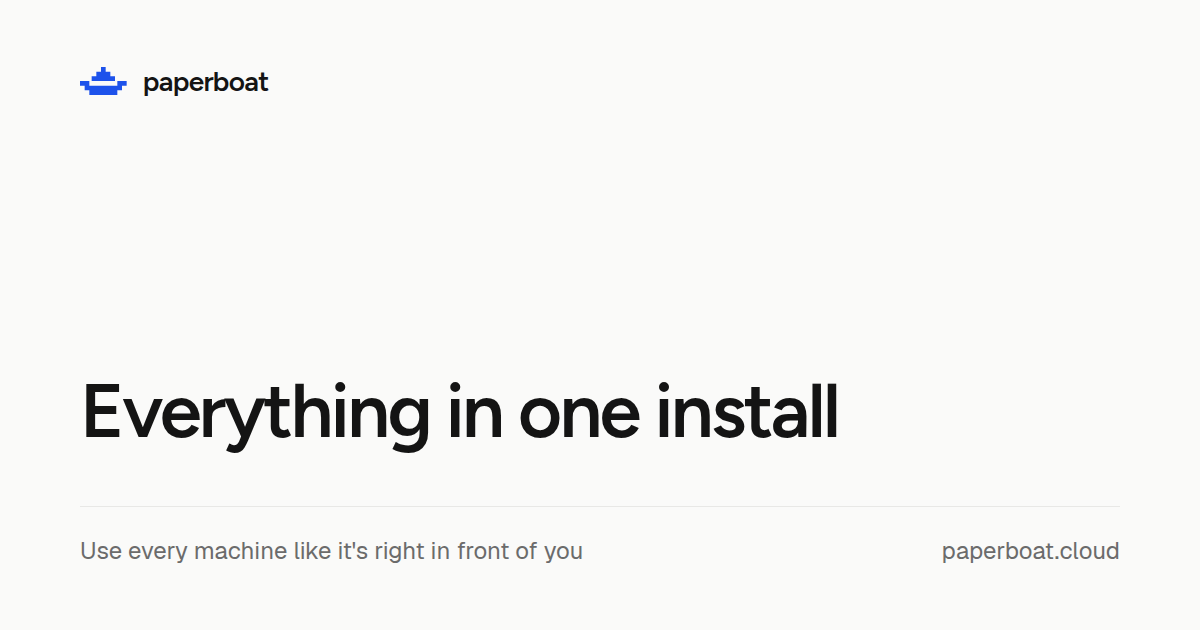 paperboat
Everything in one install
Use every machine like it's right in front of you
paperboat.cloud